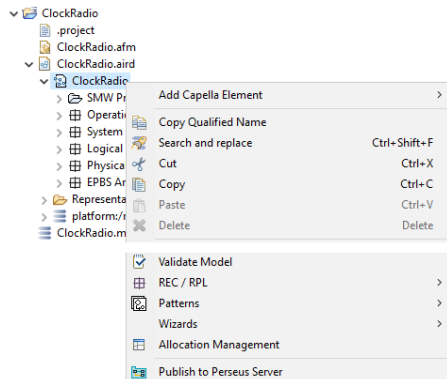 ClockRadio
.project
ClockRadio.afm
ClockRadio.aird
ClockRadio
SMW Pr
Operati
System
Logical
Physica
EPBS Ar
Representa
platform:/r
ClockRadio.m
Add Capella Element
Copy Qualified Name
Search and replace Ctrl+Shift+F
Cut Ctrl+X
Copy Ctrl+C
Paste Ctrl+V
Delete Delete
Validate Model
REC / RPL
Patterns
Wizards
Allocation Management
Publish to Perseus Server